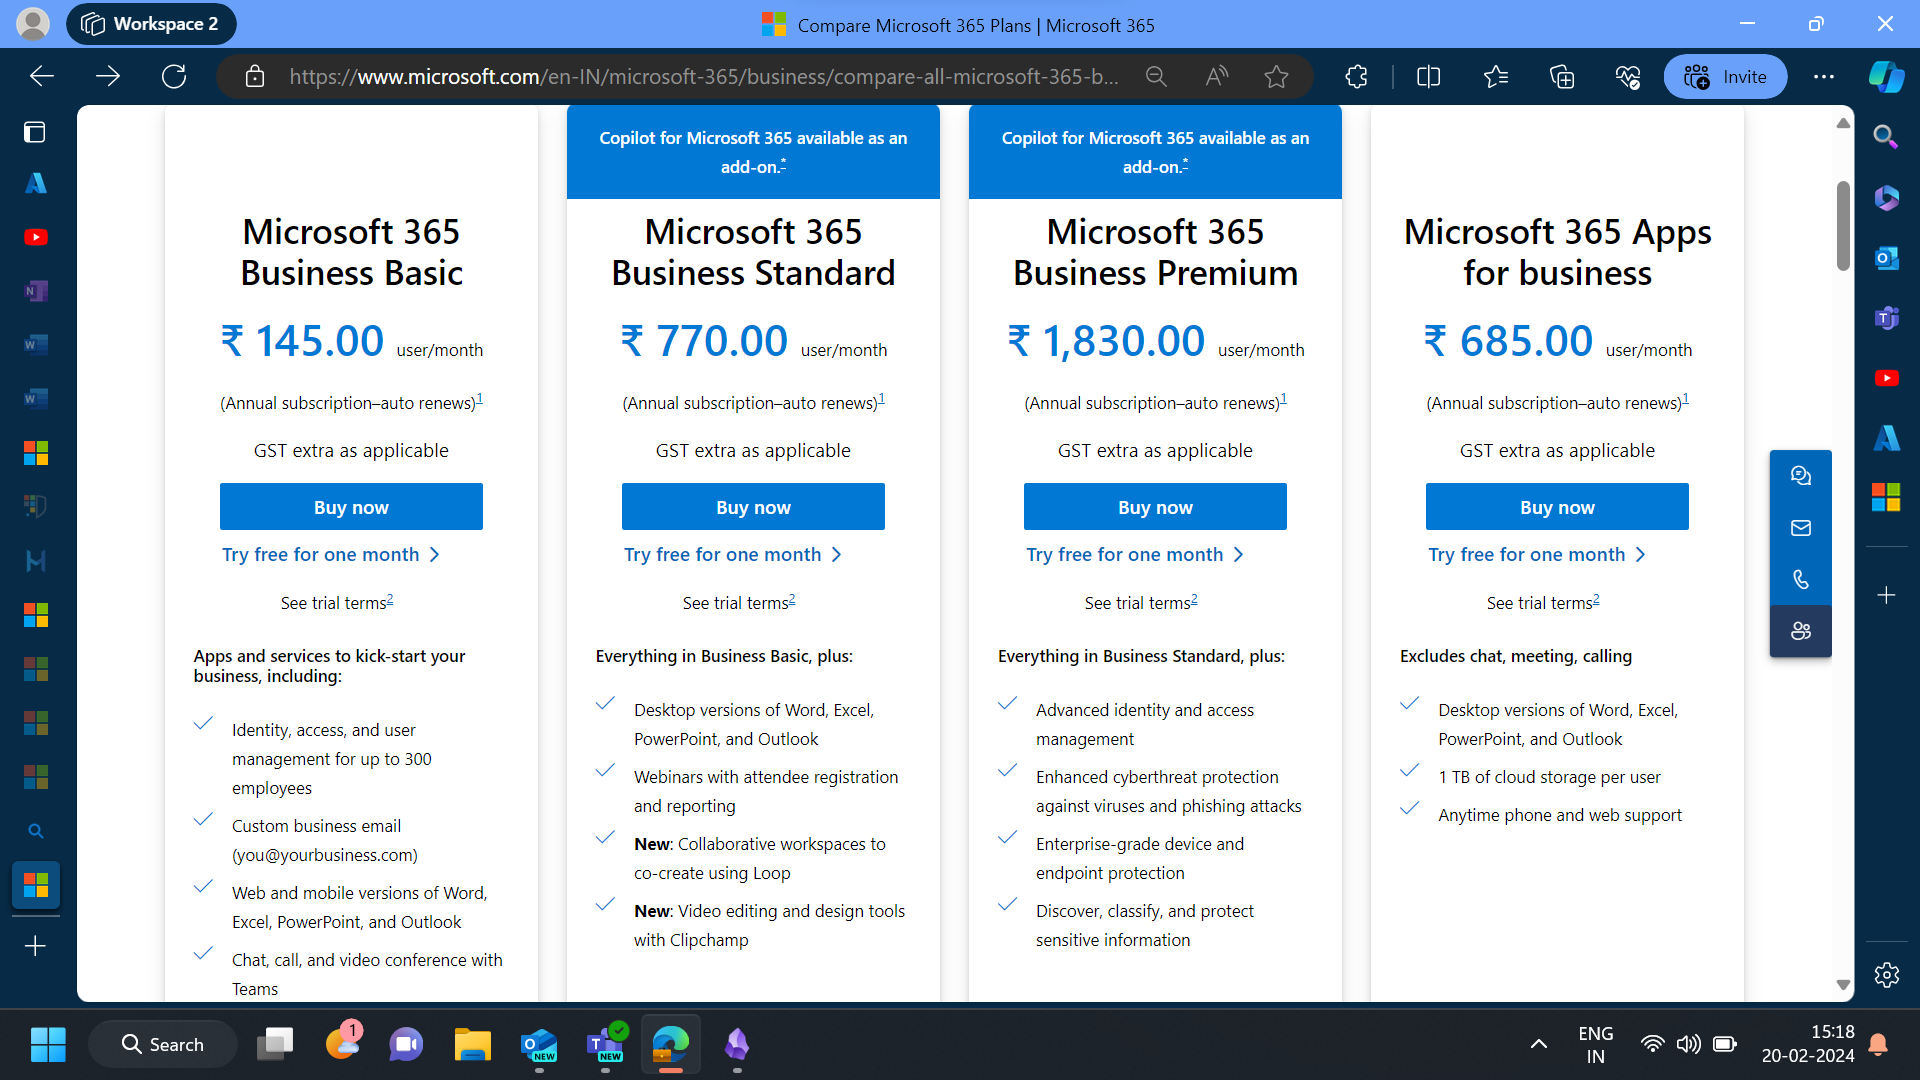 Workspace 2
Compare Microsoft 365 Plans | Microsoft 365
https://www.microsoft.com/en-IN/microsoft-365/business/compare-all-microsoft-365-b...
Invite
Microsoft 365
Business Basic
₹ 145.00 user/month
(Annual subscription–auto renews)1
GST extra as applicable
Buy now
Try free for one month
See trial terms2
Apps and services to kick-start your
business, including:
Identity, access, and user
management for up to 300
employees
Custom business email
(you@yourbusiness.com)
Web and mobile versions of Word,
Excel, PowerPoint, and Outlook
Chat, call, and video conference with
Teams
Copilot for Microsoft 365 available as an
add-on.*
Microsoft 365
Business Standard
₹ 770.00 user/month
(Annual subscription–auto renews)1
GST extra as applicable
Buy now
Try free for one month
See trial terms2
Everything in Business Basic, plus:
Desktop versions of Word, Excel,
PowerPoint, and Outlook
Webinars with attendee registration
and reporting
New: Collaborative workspaces to
co-create using Loop
New: Video editing and design tools
with Clipchamp
Copilot for Microsoft 365 available as an
add-on.*
Microsoft 365
Business Premium
₹ 1,830.00 user/month
(Annual subscription–auto renews)1
GST extra as applicable
Buy now
Try free for one month
See trial terms2
Everything in Business Standard, plus:
Advanced identity and access
management
Enhanced cyberthreat protection
against viruses and phishing attacks
Enterprise-grade device and
endpoint protection
Discover, classify, and protect
sensitive information
Microsoft 365 Apps
for business
₹ 685.00 user/month
(Annual subscription–auto renews)1
GST extra as applicable
Buy now
Try free for one month
See trial terms2
Excludes chat, meeting, calling
Desktop versions of Word, Excel,
PowerPoint, and Outlook
1 TB of cloud storage per user
Anytime phone and web support
Search
1
NEW
NEW
ENG
IN
15:18
20-02-2024